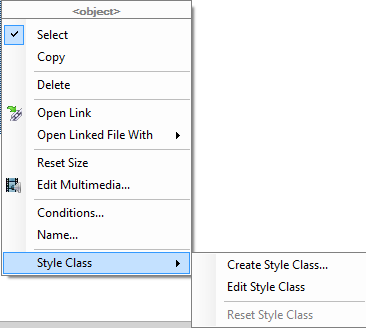 <object>
Select
Copy
Delete
Open Link
Open Linked File With
Reset Size
Edit Multimedia...
Conditions...
Name...
Style Class
Create Style Class...
Edit Style Class
Reset Style Class